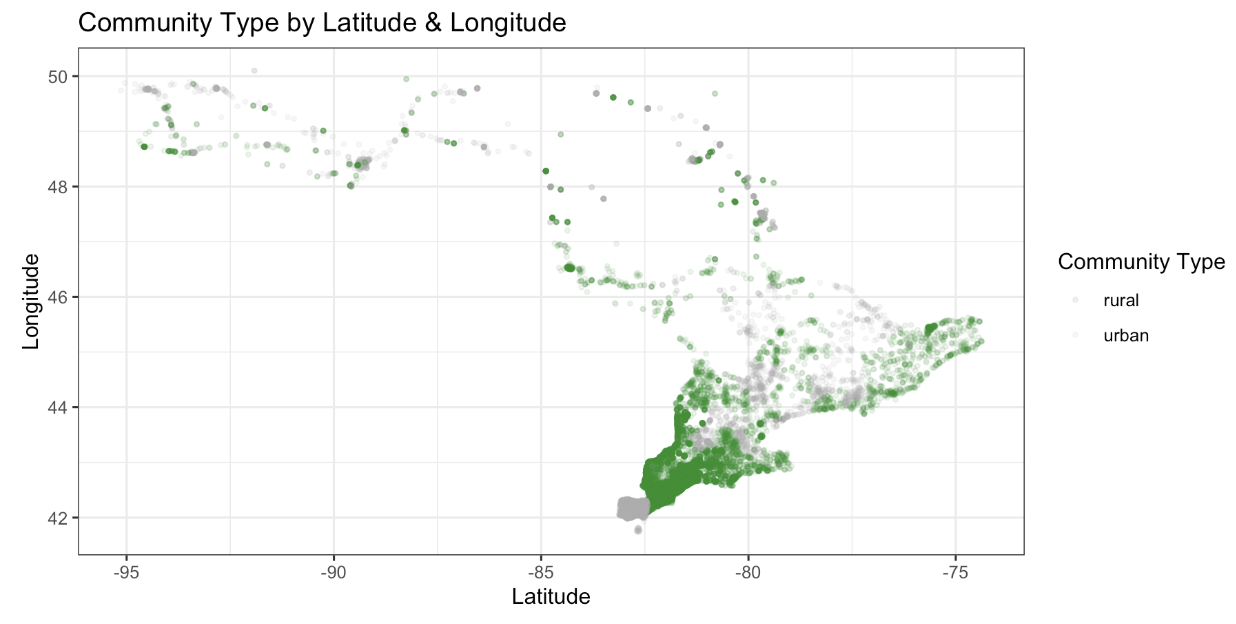 Community Type by Latitude & Longitude
50
48
46
44
42
Longitude
-95
-90
-85
-80
-75
Latitude
Community Type
rural
urban